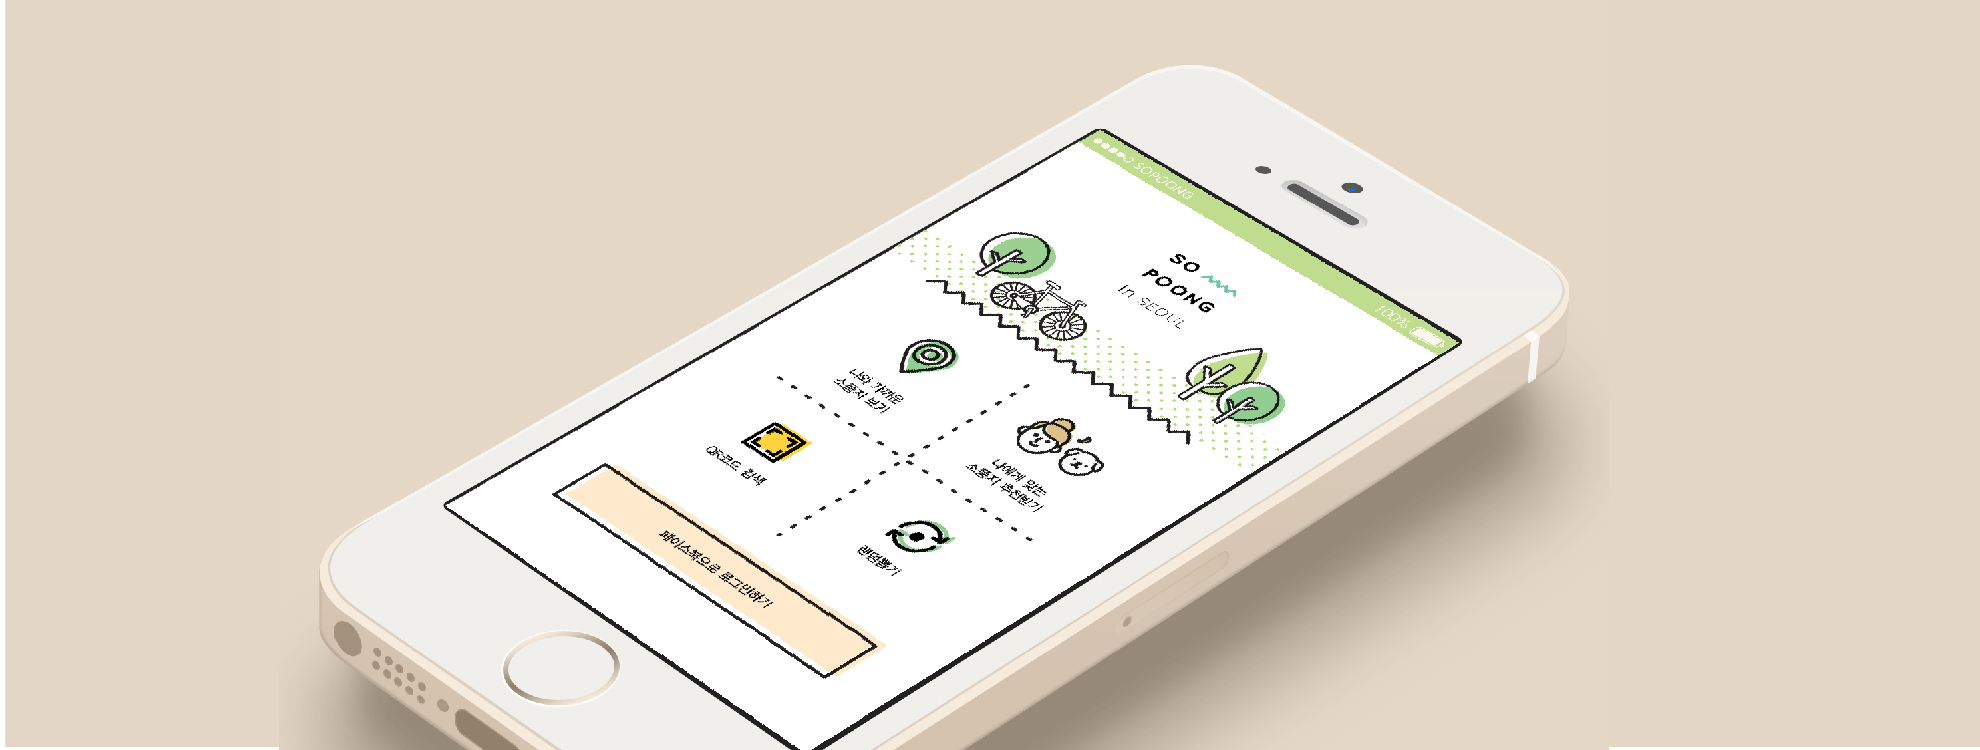 SOPOONG
100%
SO
POONG
In SEOUL
나와 가까운
소풍지 보기
나에게 맞는
소풍지 추천받기
QR코드 검색
랜덤뽑기
페이스북으로 로그인하기